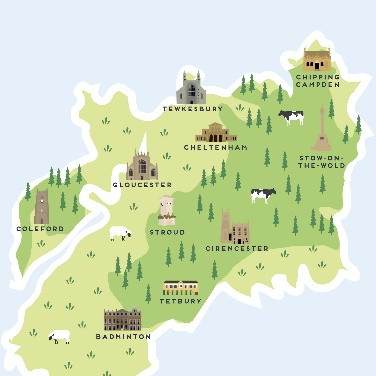 CHIPPING
CAMPDEN
TEWKESBURY
CHELTENHAM
STOW-ON-
THE-WOLD
GLOUCESTER
COLEFORD
STROUD
CIRENCESTER
TETBURY
BADMINTON